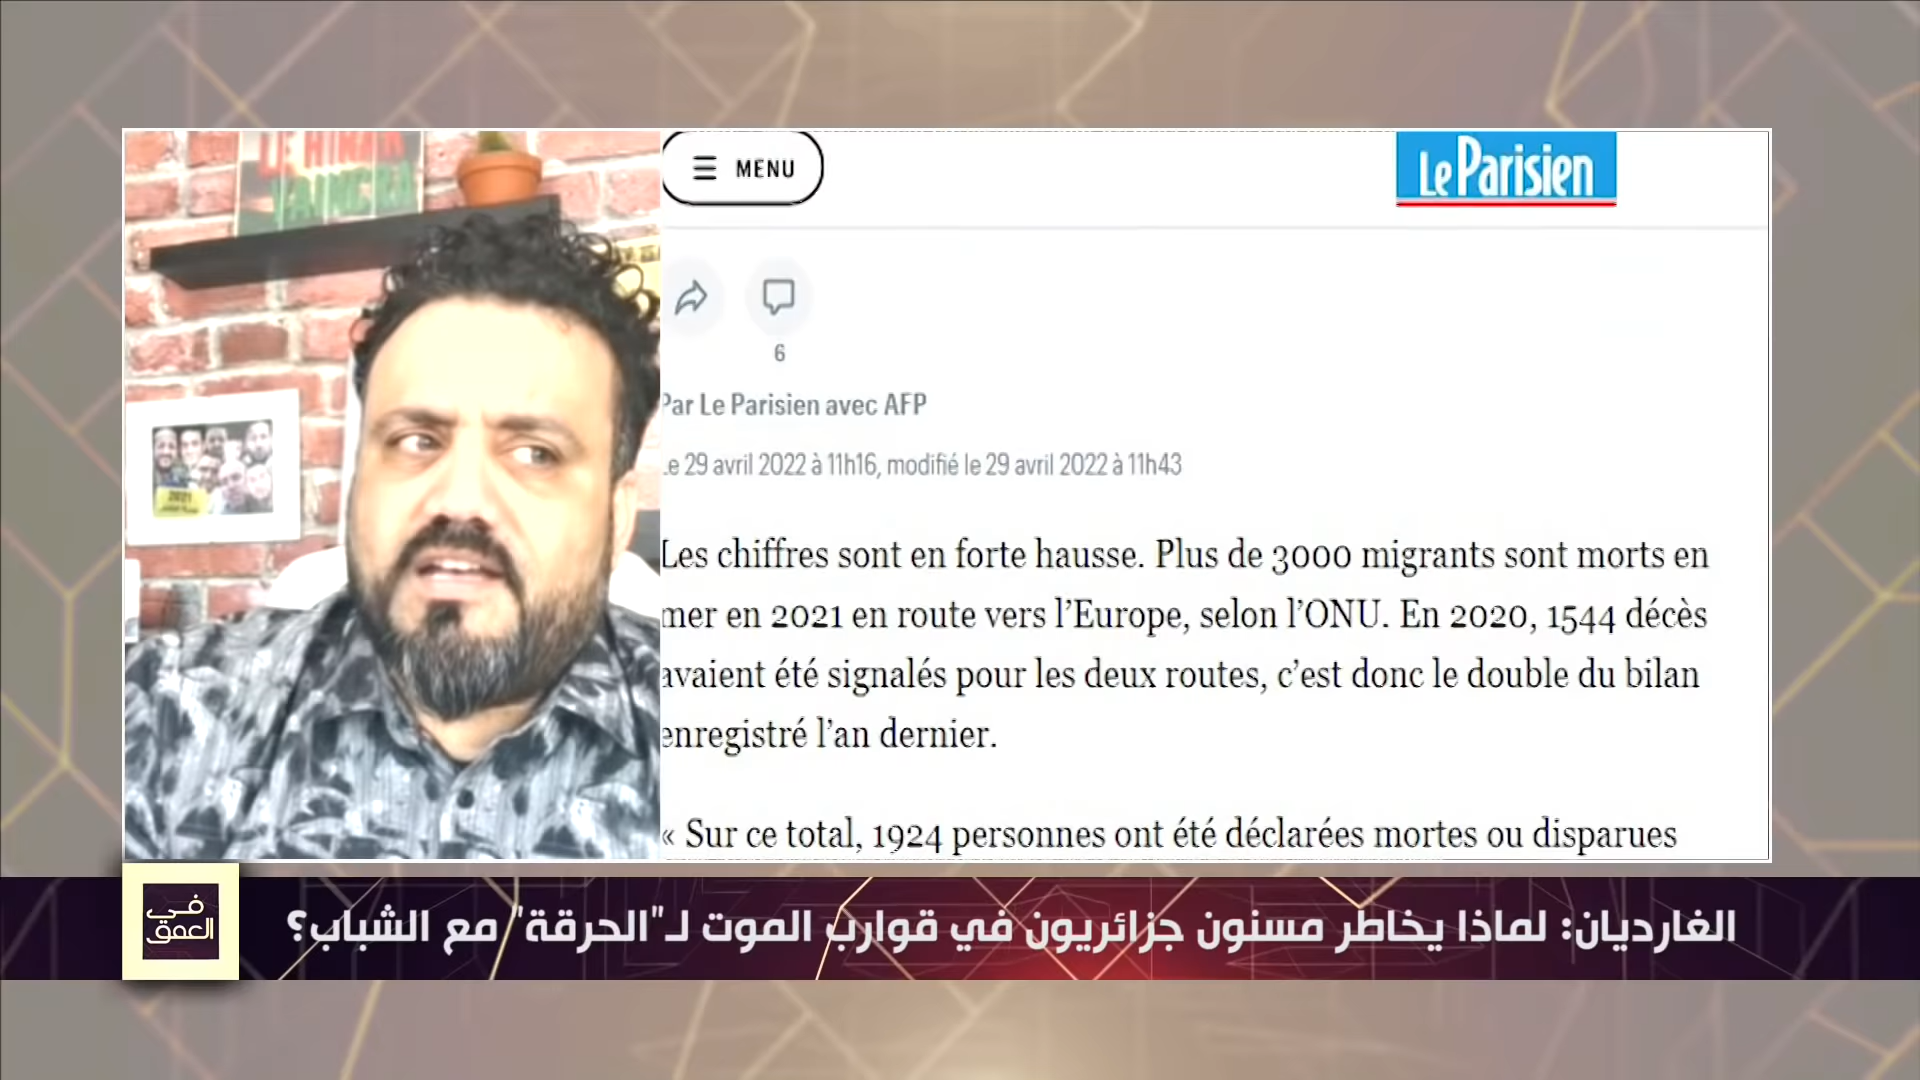 MENU
Le Parisien
6
Par Le Parisien avec AFP
Le 29 avril 2022 à 11h16, modifié le 29 avril 2022 à 11h43
Les chiffres sont en forte hausse. Plus de 3000 migrants sont morts en
mer en 2021 en route vers l'Europe, selon l'ONU. En 2020, 1544 décès
avaient été signalés pour les deux routes, c'est donc le double du bilan
enregistré l'an dernier.
« Sur ce total, 1924 personnes ont été déclarées mortes ou disparues
2021
في
العمق
الغارديان: لماذا يخاطر مسنون جزائريون في قوارب الموت لـ"الحرقة" مع الشباب؟